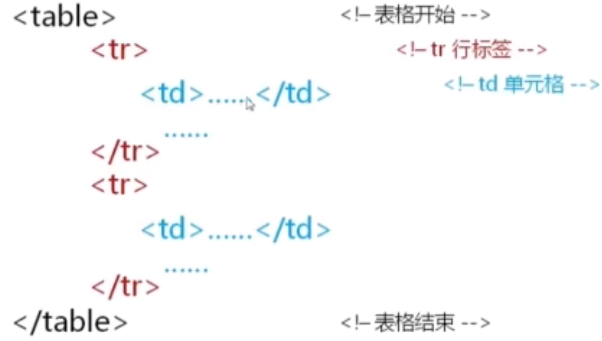 <table> <!-- 表格开始 -->
<tr> <!-- tr 行标签 -->
<td>......</td> <!-- td 单元格 -->
......
</tr>
<tr>
<td>......</td>
......
</tr>
</table> <!-- 表格结束 -->